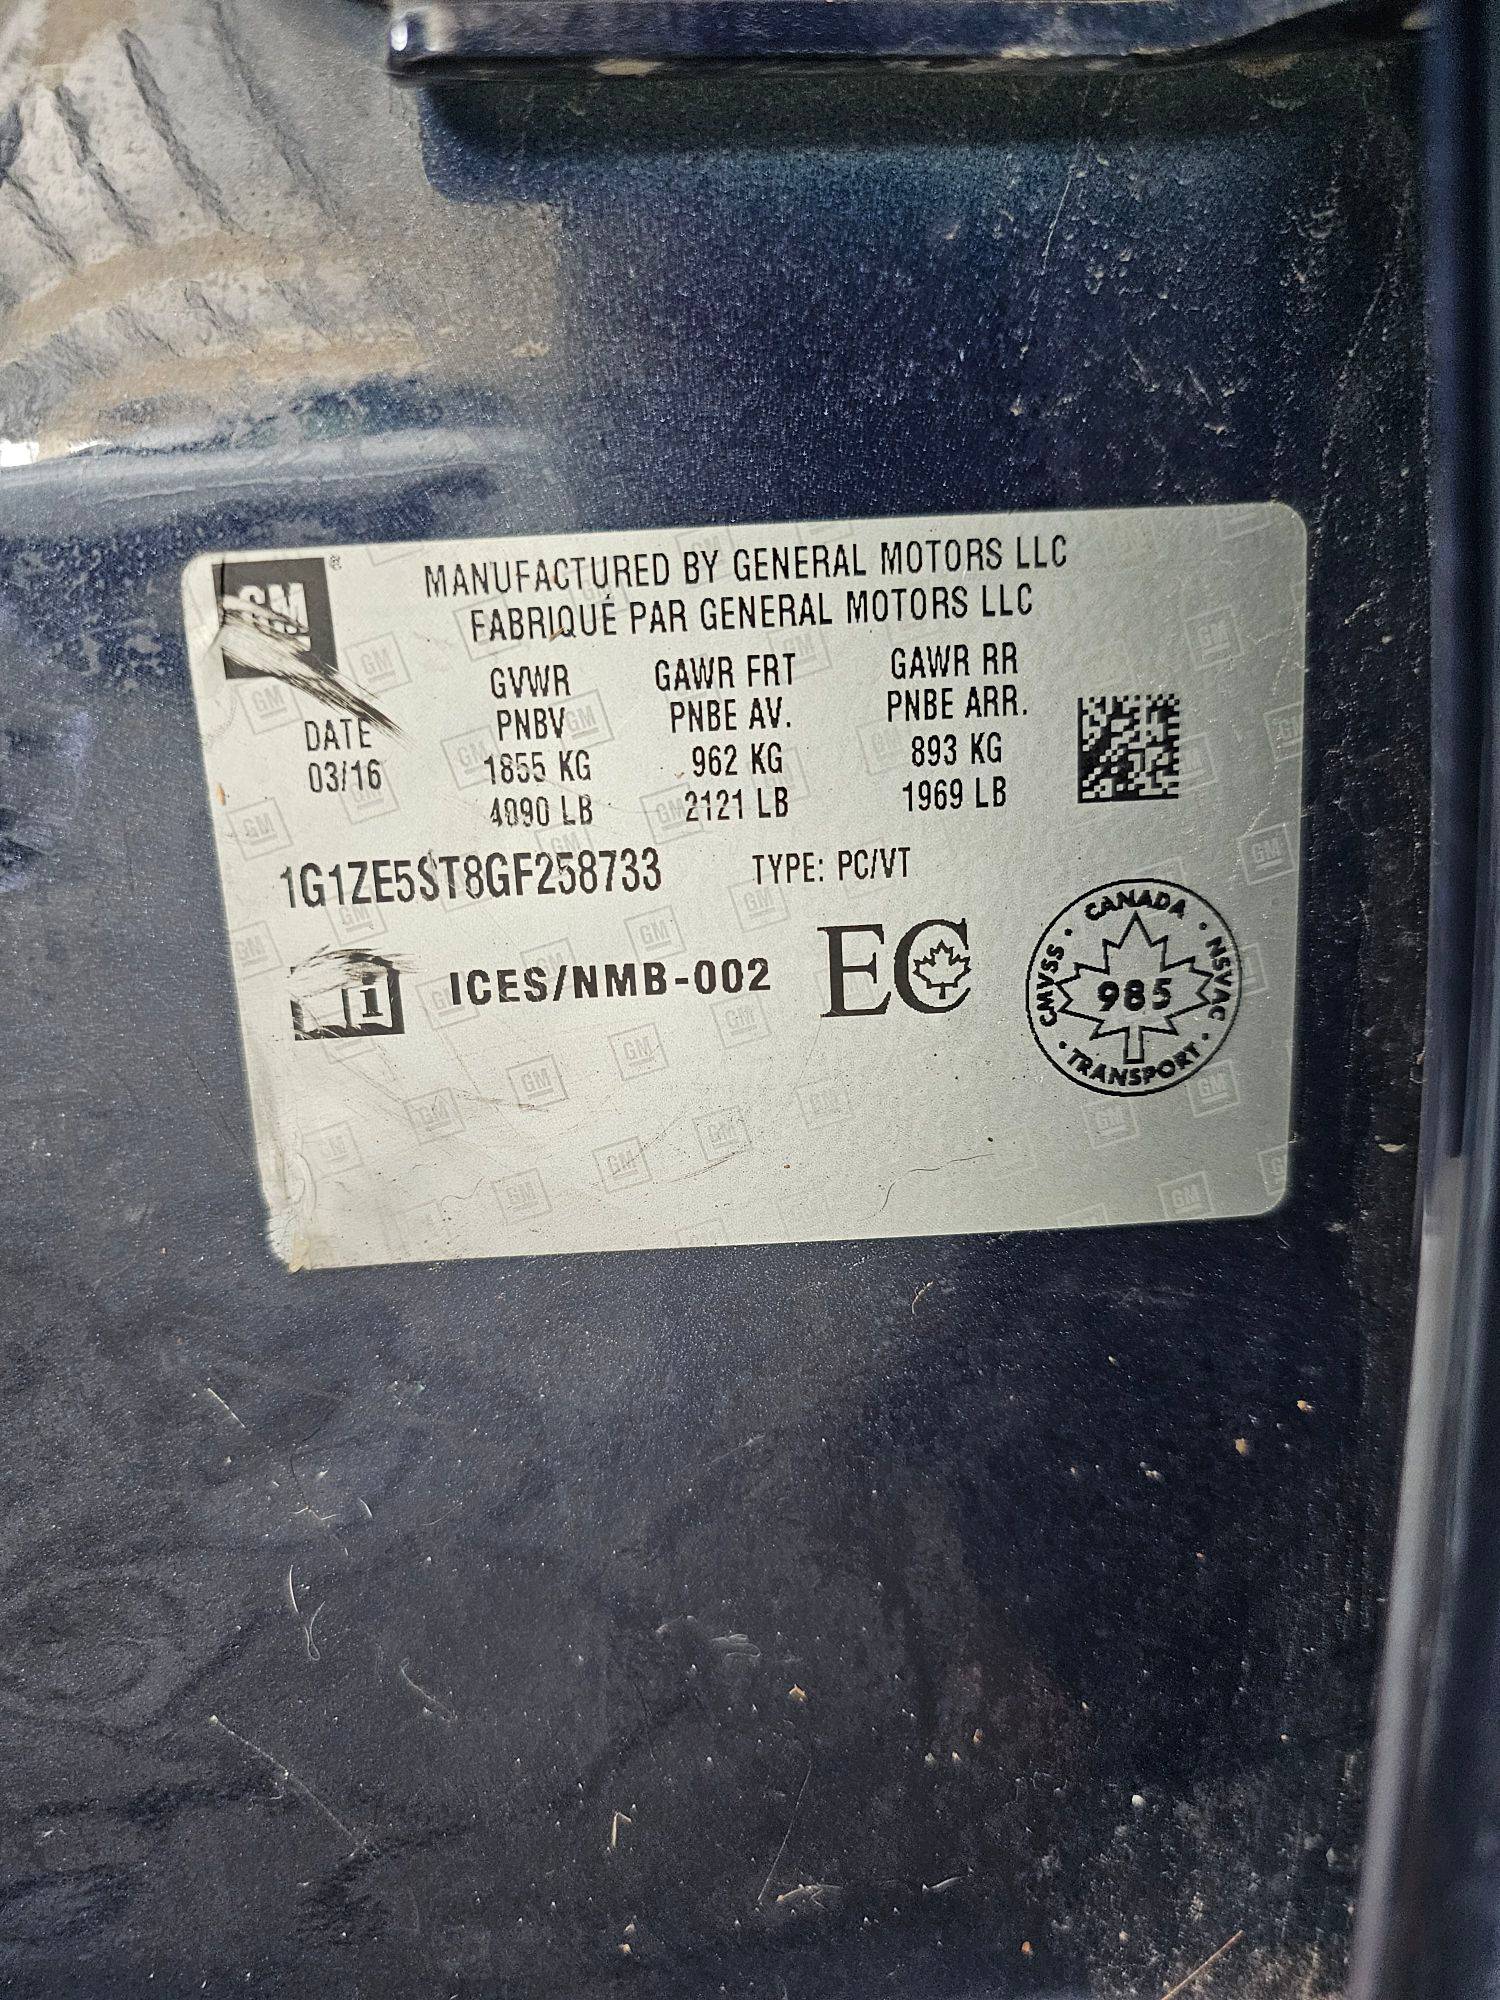 GM ®
MANUFACTURED BY GENERAL MOTORS LLC
FABRIQUÉ PAR GENERAL MOTORS LLC
DATE
03/16
GVWR
PNBV
1855 KG
4090 LB
GAWR FRT
PNBE AV.
962 KG
2121 LB
GAWR RR
PNBE ARR.
893 KG
1969 LB
1G1ZE5ST8GF258733 TYPE: PC/VT
i ICES/NMB-002 EC
CANADA · NSVAC · TRANSPORT · CMVSS ·
985